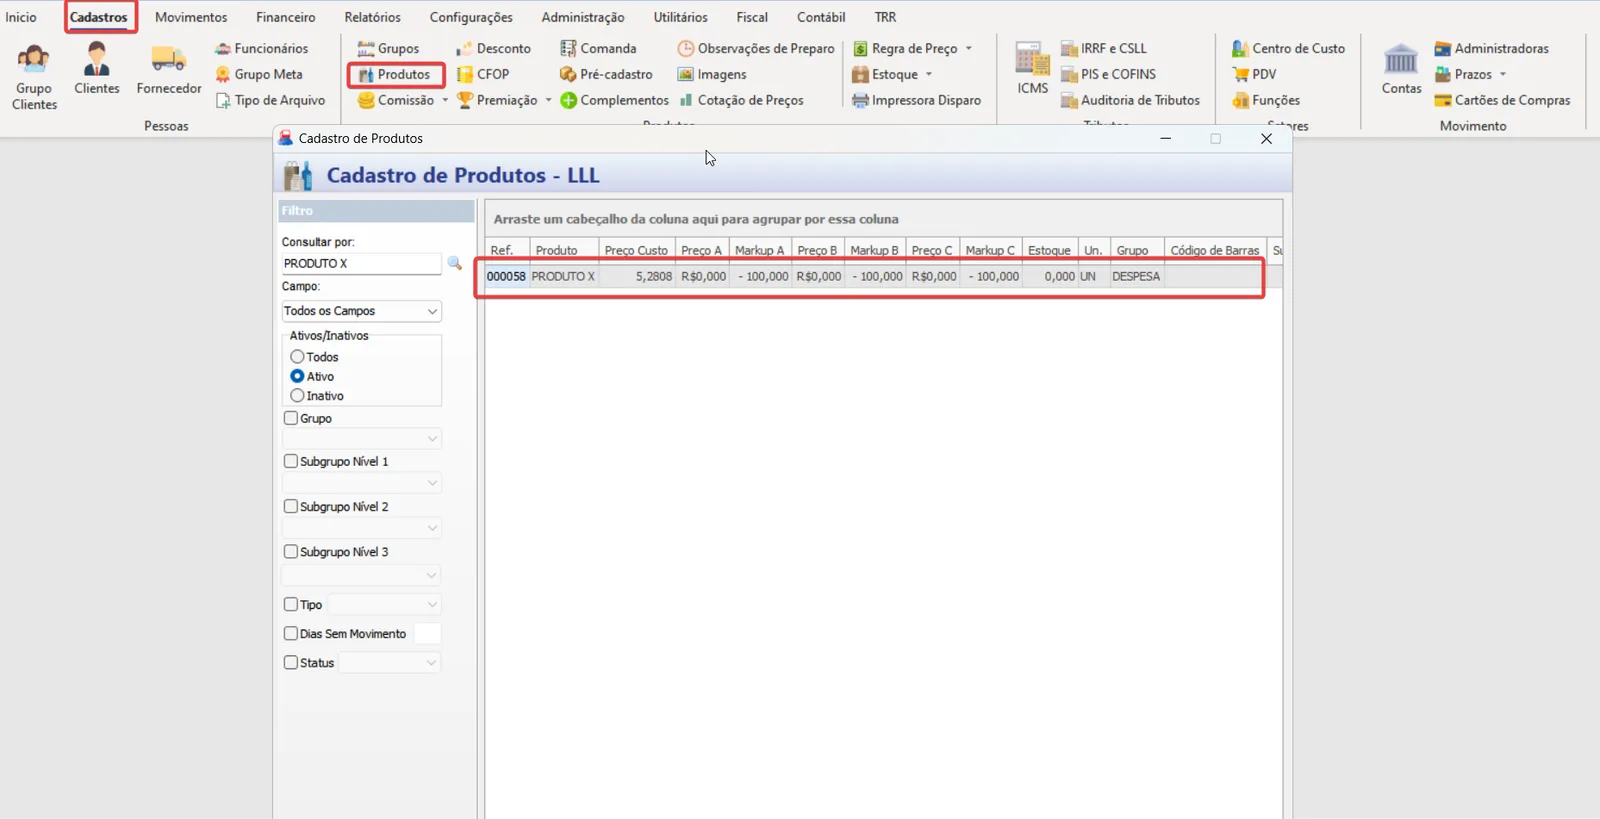 Inicio Cadastros Movimentos Financeiro Relatórios Configurações Administração Utilitários Fiscal Contábil TRR
Grupo Clientes
Clientes
Fornecedor
Funcionários
Grupo Meta
Tipo de Arquivo
Pessoas
Grupos
Produtos
Comissão
Desconto
CFOP
Premiação
Comanda
Pré-cadastro
Complementos
Observações de Preparo
Imagens
Cotação de Preços
Regra de Preço
Estoque
Impressora Disparo
ICMS
IRRF e CSLL
PIS e COFINS
Auditoria de Tributos
Centro de Custo
PDV
Funções
Contas
Administradoras
Prazos
Cartões de Compras
Movimento
Cadastro de Produtos
Cadastro de Produtos - LLL
Filtro
Consultar por:
PRODUTO X
Campo:
Todos os Campos
Ativos/Inativos
Todos
Ativo
Inativo
Grupo
Subgrupo Nível 1
Subgrupo Nível 2
Subgrupo Nível 3
Tipo
Dias Sem Movimento
Status
Arraste um cabeçalho da coluna aqui para agrupar por essa coluna
Ref. Produto Preço Custo Preço A Markup A Preço B Markup B Preço C Markup C Estoque Un. Grupo Código de Barras
000058 PRODUTO X 5,2808 R$0,000 - 100,000 R$0,000 - 100,000 R$0,000 - 100,000 0,000 UN DESPESA